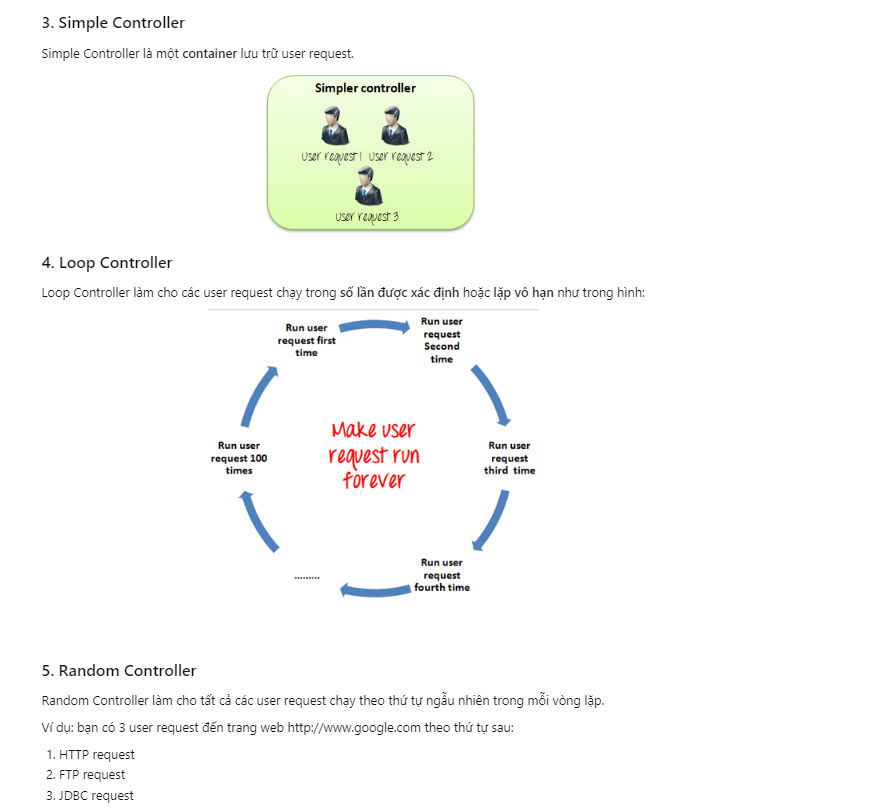 3. Simple Controller
Simple Controller là một container lưu trữ user request.
Simpler controller
User request 1 User request 2
User request 3
4. Loop Controller
Loop Controller làm cho các user request chạy trong số lần được xác định hoặc lặp vô hạn như trong hình:
Run user
request first
time
Run user
request
Second
time
Run user
request
third time
Run user
request
fourth time
.........
Run user
request 100
times
Make user
request run
forever
5. Random Controller
Random Controller làm cho tất cả các user request chạy theo thứ tự ngẫu nhiên trong mỗi vòng lặp.
Ví dụ: bạn có 3 user request đến trang web http://www.google.com theo thứ tự sau:
1. HTTP request
2. FTP request
3. JDBC request